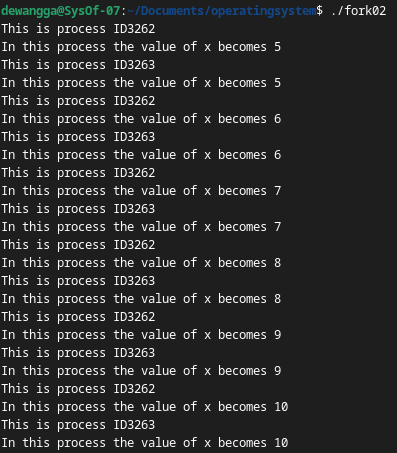 dewangga@SysOf-07:~/Documents/operatingsystem$ ./fork02
This is process ID3262
In this process the value of x becomes 5
This is process ID3263
In this process the value of x becomes 5
This is process ID3262
In this process the value of x becomes 6
This is process ID3263
In this process the value of x becomes 6
This is process ID3262
In this process the value of x becomes 7
This is process ID3263
In this process the value of x becomes 7
This is process ID3262
In this process the value of x becomes 8
This is process ID3263
In this process the value of x becomes 8
This is process ID3262
In this process the value of x becomes 9
This is process ID3263
In this process the value of x becomes 9
This is process ID3262
In this process the value of x becomes 10
This is process ID3263
In this process the value of x becomes 10